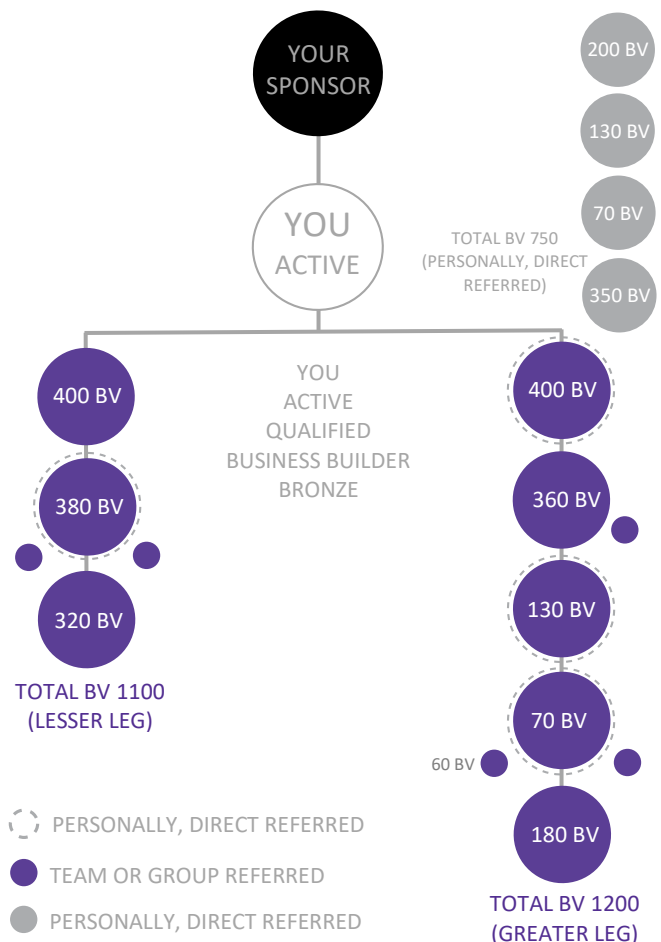 YOUR
SPONSOR
200 BV
130 BV
70 BV
350 BV
TOTAL BV 750
(PERSONALLY, DIRECT
REFERRED)
YOU
ACTIVE
400 BV
380 BV
320 BV
TOTAL BV 1100
(LESSER LEG)
YOU
ACTIVE
QUALIFIED
BUSINESS BUILDER
BRONZE
400 BV
360 BV
130 BV
70 BV
60 BV
180 BV
TOTAL BV 1200
(GREATER LEG)
PERSONALLY, DIRECT REFERRED
TEAM OR GROUP REFERRED
PERSONALLY, DIRECT REFERRED